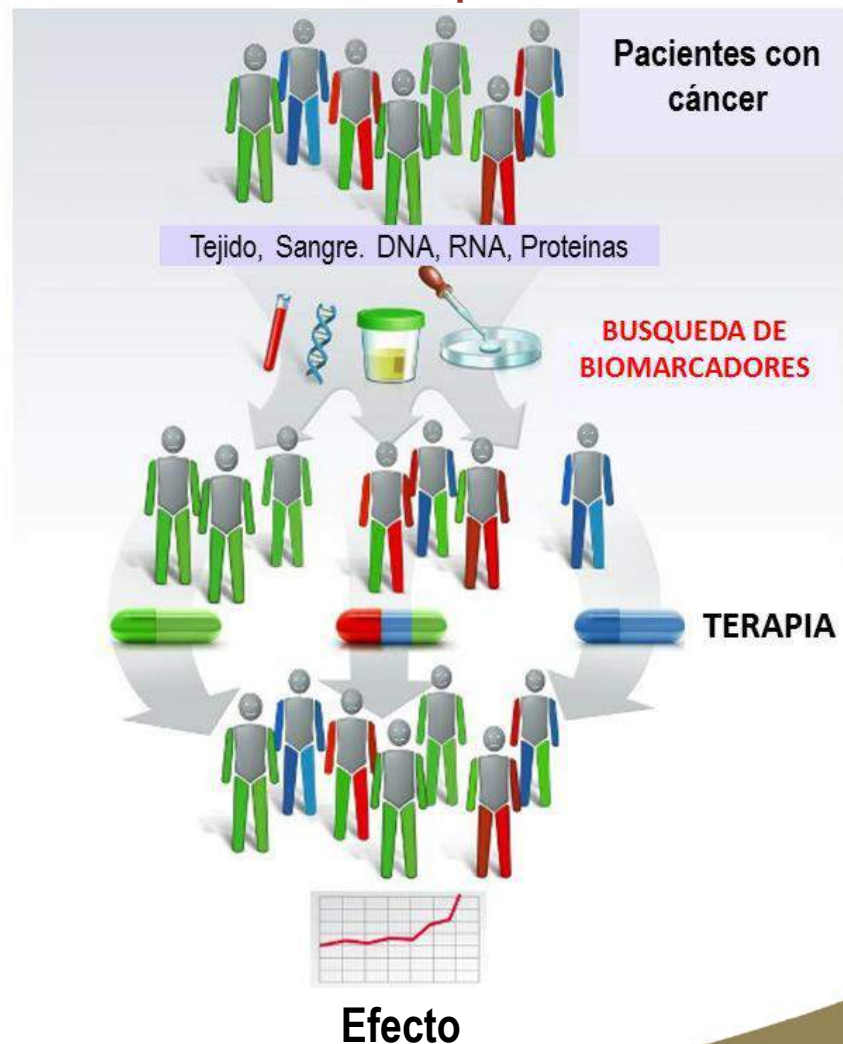 Pacientes con
cáncer
Tejido, Sangre. DNA, RNA, Proteínas
BUSQUEDA DE
BIOMARCADORES
TERAPIA
Efecto